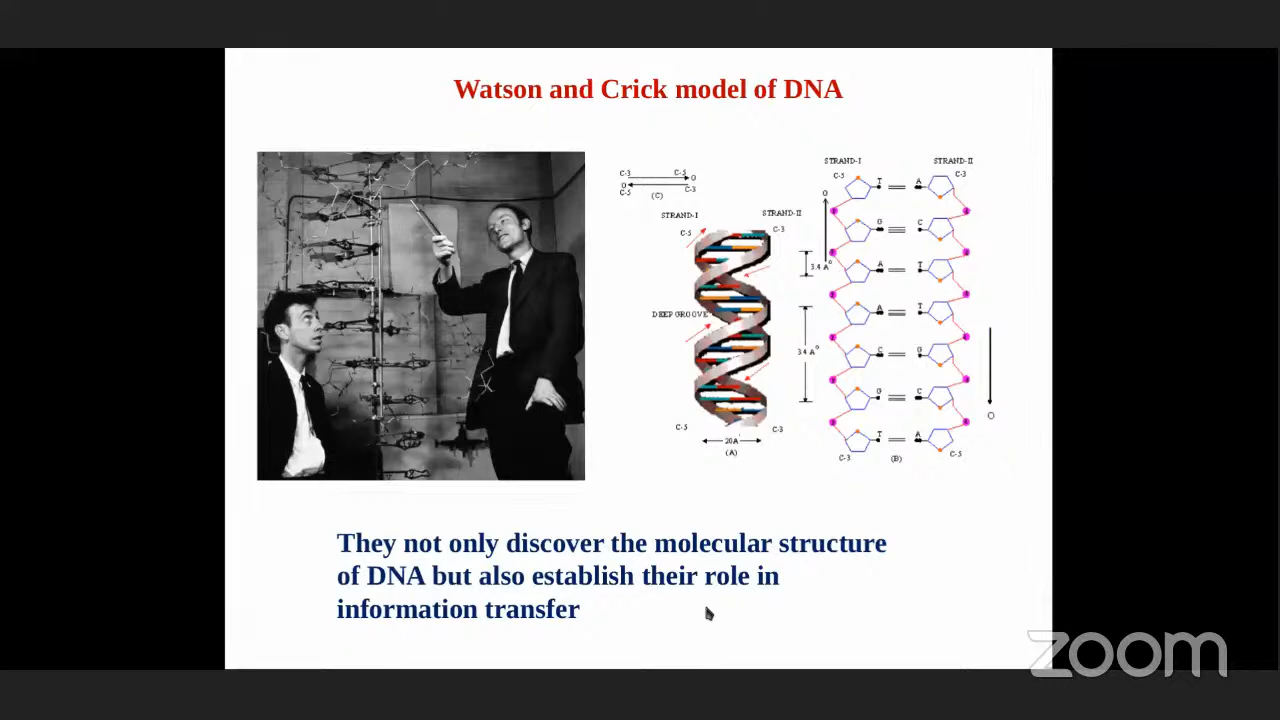 Watson and Crick model of DNA
C-3 C-5 O
O C-3
C-5
(C)
STRAND-I STRAND-II
C-5 C-3
DEEP GROOVE
C-5 C-3
20A
(A)
STRAND-I STRAND-II
C-5 T A C-3
O
G C
3.4 A°
A T
A T
34 A°
C G
G C
O
T A
C-3 (B) C-5
They not only discover the molecular structure
of DNA but also establish their role in
information transfer
zoom